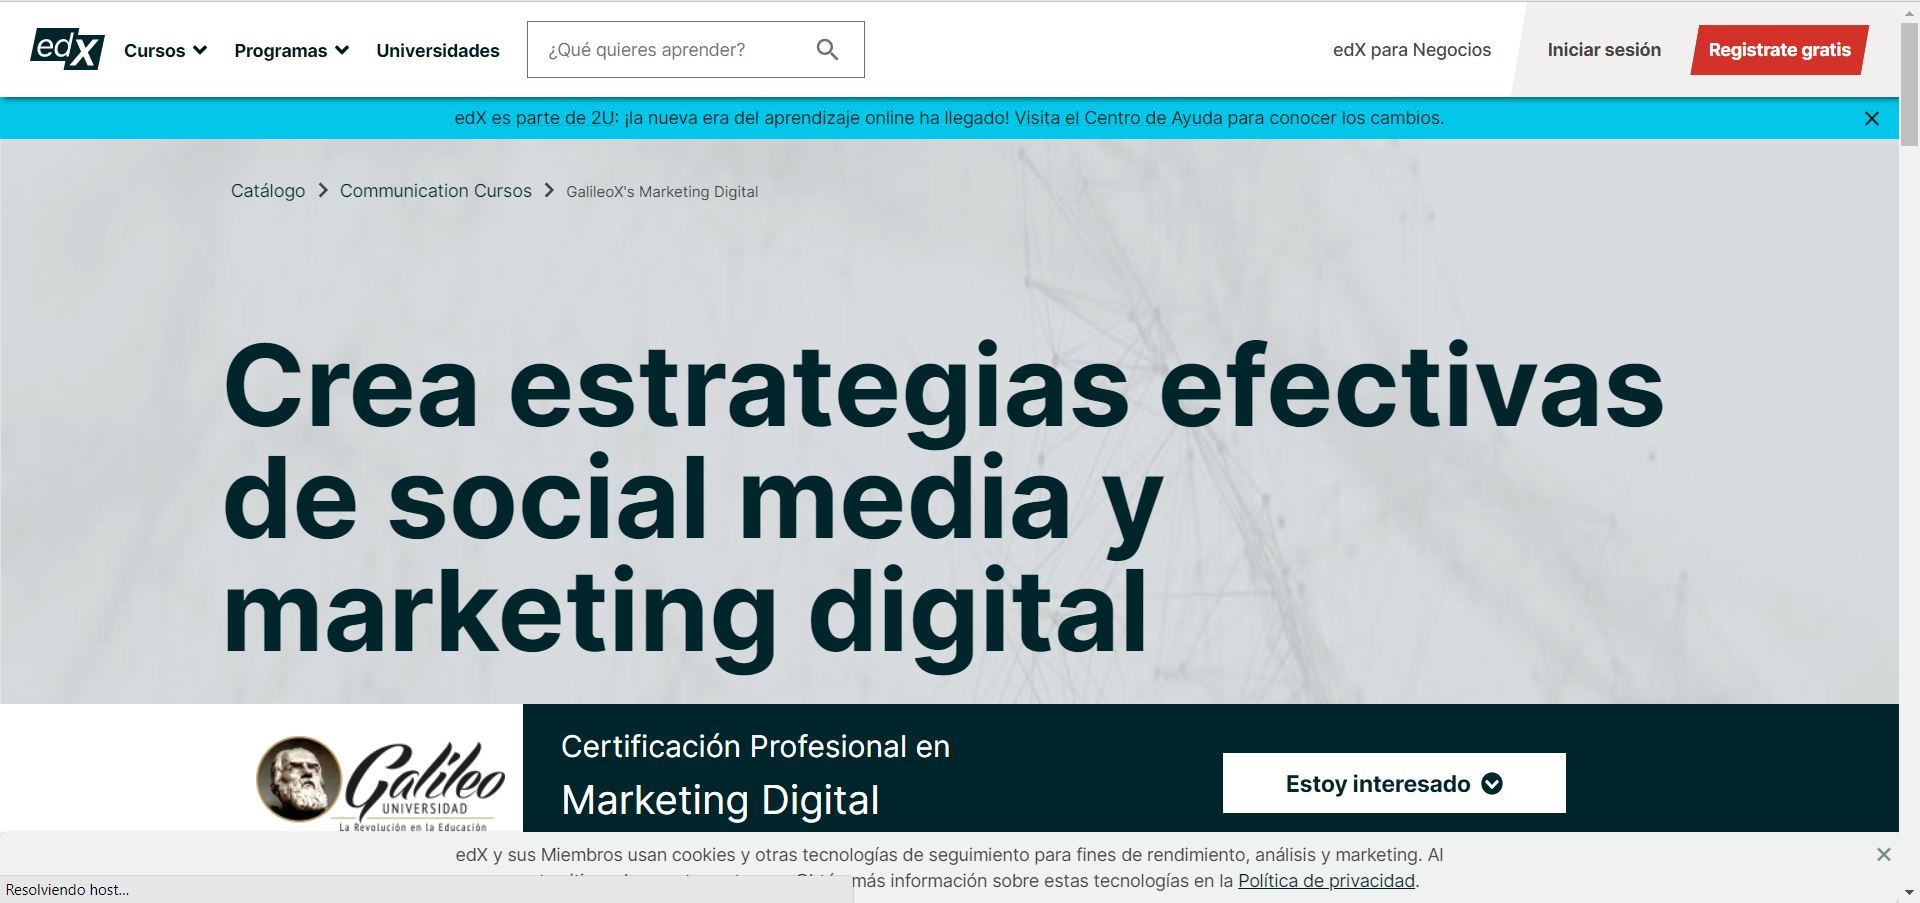 edX
Cursos
Programas
Universidades
¿Qué quieres aprender?
edX para Negocios
Iniciar sesión
Registrate gratis
edX es parte de 2U: ¡la nueva era del aprendizaje online ha llegado! Visita el Centro de Ayuda para conocer los cambios.
Catálogo
Communication Cursos
GalileoX's Marketing Digital
Crea estrategias efectivas
de social media y
marketing digital
Galileo
UNIVERSIDAD
La Revolución en la Educación
Certificación Profesional en
Marketing Digital
Estoy interesado
edX y sus Miembros usan cookies y otras tecnologías de seguimiento para fines de rendimiento, análisis y marketing. Al
más información sobre estas tecnologías en la Política de privacidad.
Resolviendo host...